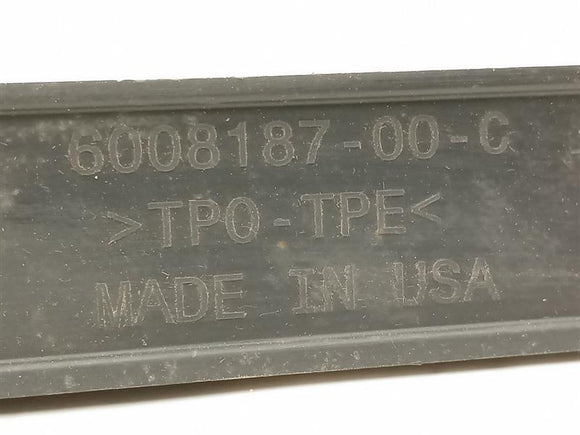 6008187-00-C
>TPO-TPE<
MADE IN USA